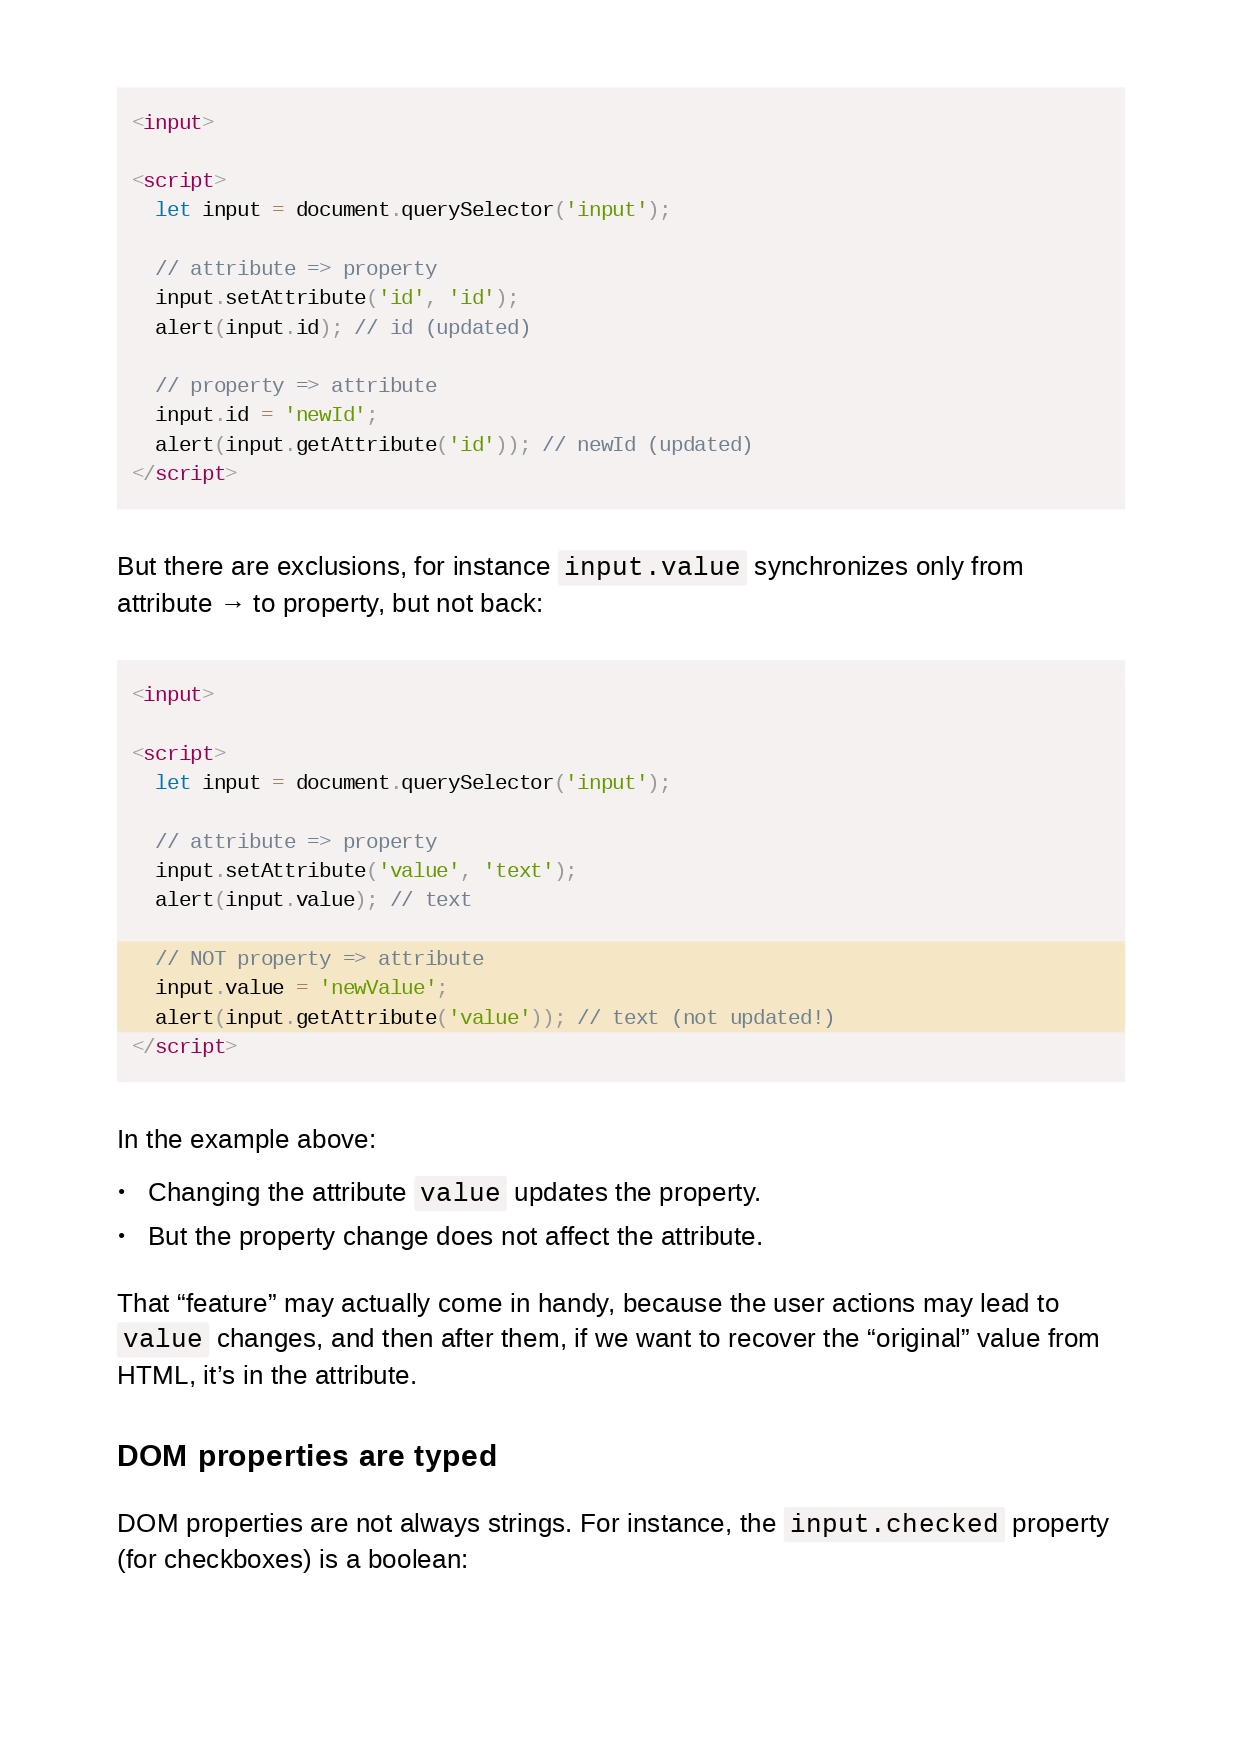 <input>
<script>
let input = document.querySelector('input');
// attribute => property
input.setAttribute('id', 'id');
alert(input.id); // id (updated)
// property => attribute
input.id = 'newId';
alert(input.getAttribute('id')); // newId (updated)
</script>
But there are exclusions, for instance input.value synchronizes only from
attribute → to property, but not back:
<input>
<script>
let input = document.querySelector('input');
// attribute => property
input.setAttribute('value', 'text');
alert(input.value); // text
// NOT property => attribute
input.value = 'newValue';
alert(input.getAttribute('value')); // text (not updated!)
</script>
In the example above:
• Changing the attribute value updates the property.
• But the property change does not affect the attribute.
That “feature” may actually come in handy, because the user actions may lead to
value changes, and then after them, if we want to recover the “original” value from
HTML, it’s in the attribute.
DOM properties are typed
DOM properties are not always strings. For instance, the input.checked property
(for checkboxes) is a boolean: